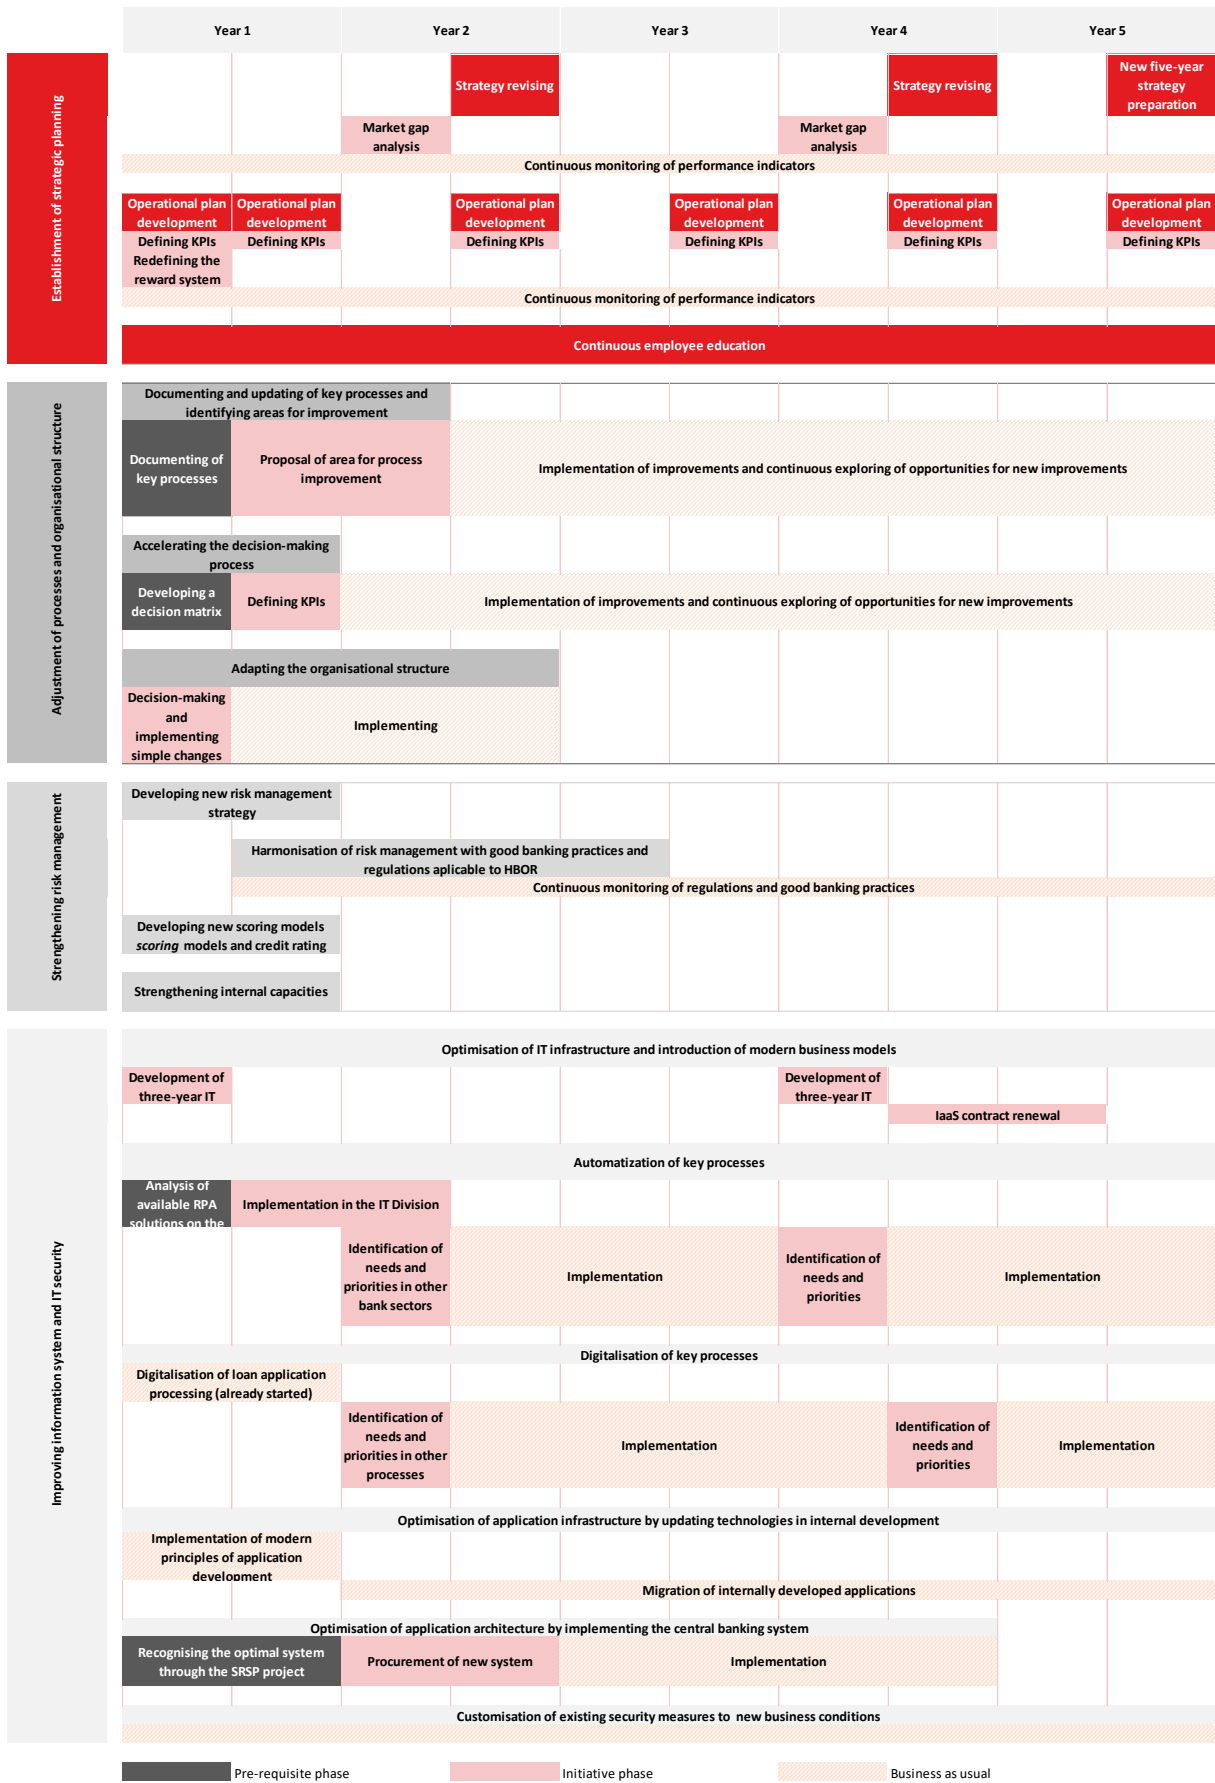 Year 1
Year 2
Year 3
Year 4
Year 5
Establishment of strategic planning
Strategy revising
Strategy revising
New five-year
strategy
preparation
Market gap
analysis
Market gap
analysis
Continuous monitoring of performance indicators
Operational plan
development
Operational plan
development
Operational plan
development
Operational plan
development
Operational plan
development
Operational plan
development
Defining KPIs
Defining KPIs
Defining KPIs
Defining KPIs
Defining KPIs
Defining KPIs
Redefining the
reward system
Continuous monitoring of performance indicators
Continuous employee education
Adjustment of processes and organisational structure
Documenting and updating of key processes and
identifying areas for improvement
Documenting of
key processes
Proposal of area for process
improvement
Implementation of improvements and continuous exploring of opportunities for new improvements
Accelerating the decision-making
process
Developing a
decision matrix
Defining KPIs
Implementation of improvements and continuous exploring of opportunities for new improvements
Adapting the organisational structure
Decision-making
and
implementing
simple changes
Implementing
Strengthening risk management
Developing new risk management
strategy
Harmonisation of risk management with good banking practices and
regulations aplicable to HBOR
Continuous monitoring of regulations and good banking practices
Developing new scoring models
scoring models and credit rating
Strengthening internal capacities
Improving information system and IT security
Optimisation of IT infrastructure and introduction of modern business models
Development of
three-year IT
Development of
three-year IT
IaaS contract renewal
Automatization of key processes
Analysis of
available RPA
solutions on the
Implementation in the IT Division
Identification of
needs and
priorities in other
bank sectors
Implementation
Identification of
needs and
priorities
Implementation
Digitalisation of key processes
Digitalisation of loan application
processing (already started)
Identification of
needs and
priorities in other
processes
Implementation
Identification of
needs and
priorities
Implementation
Optimisation of application infrastructure by updating technologies in internal development
Implementation of modern
principles of application
development
Migration of internally developed applications
Optimisation of application architecture by implementing the central banking system
Recognising the optimal system
through the SRSP project
Procurement of new system
Implementation
Customisation of existing security measures to new business conditions
Pre-requisite phase
Initiative phase
Business as usual